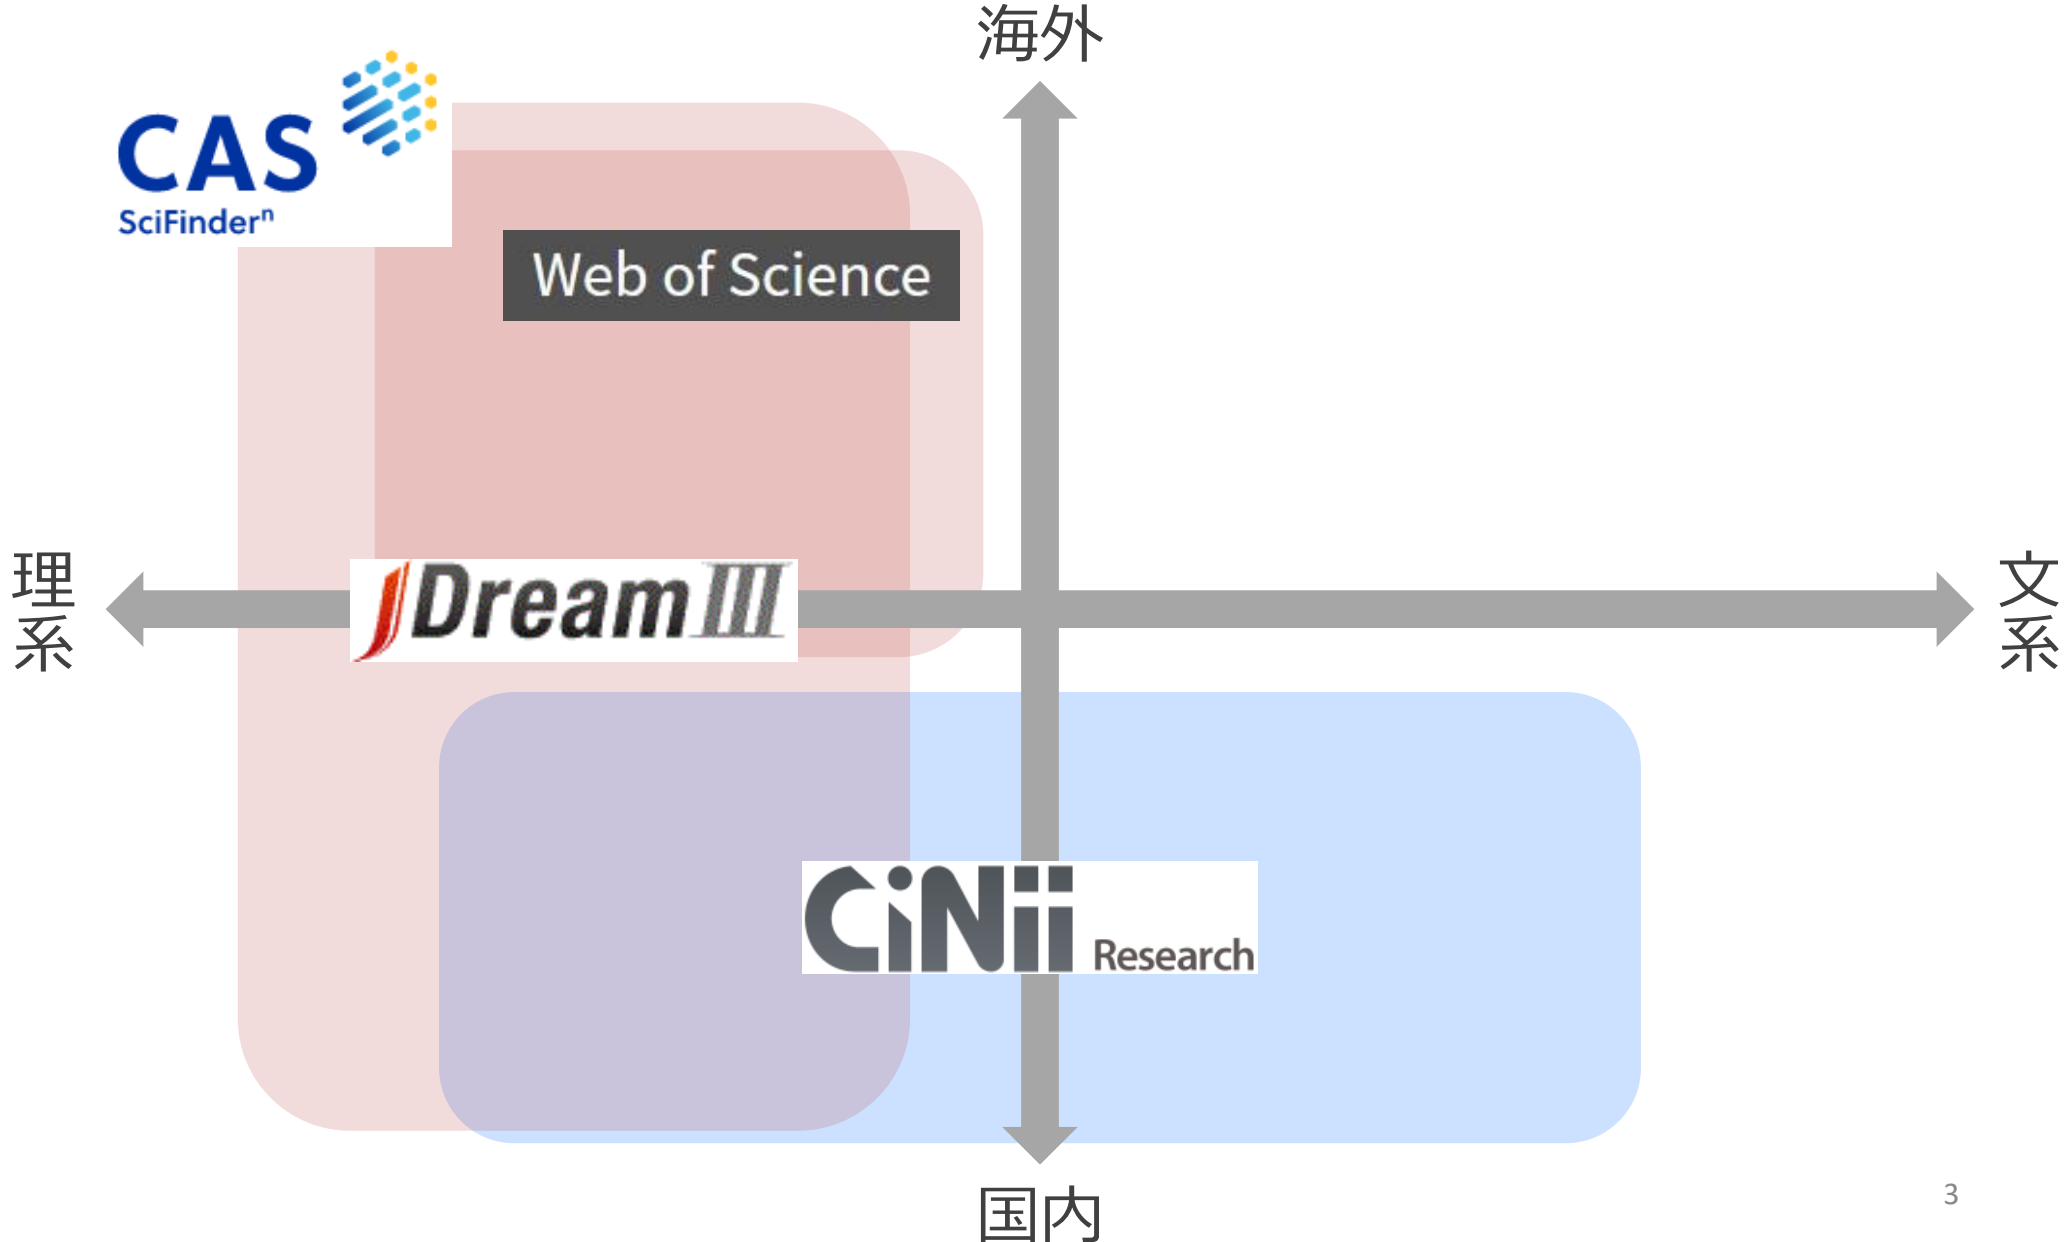 海外
CAS
SciFinderⁿ
Web of Science
理系
JDreamIII
文系
CiNii Research
国内
3